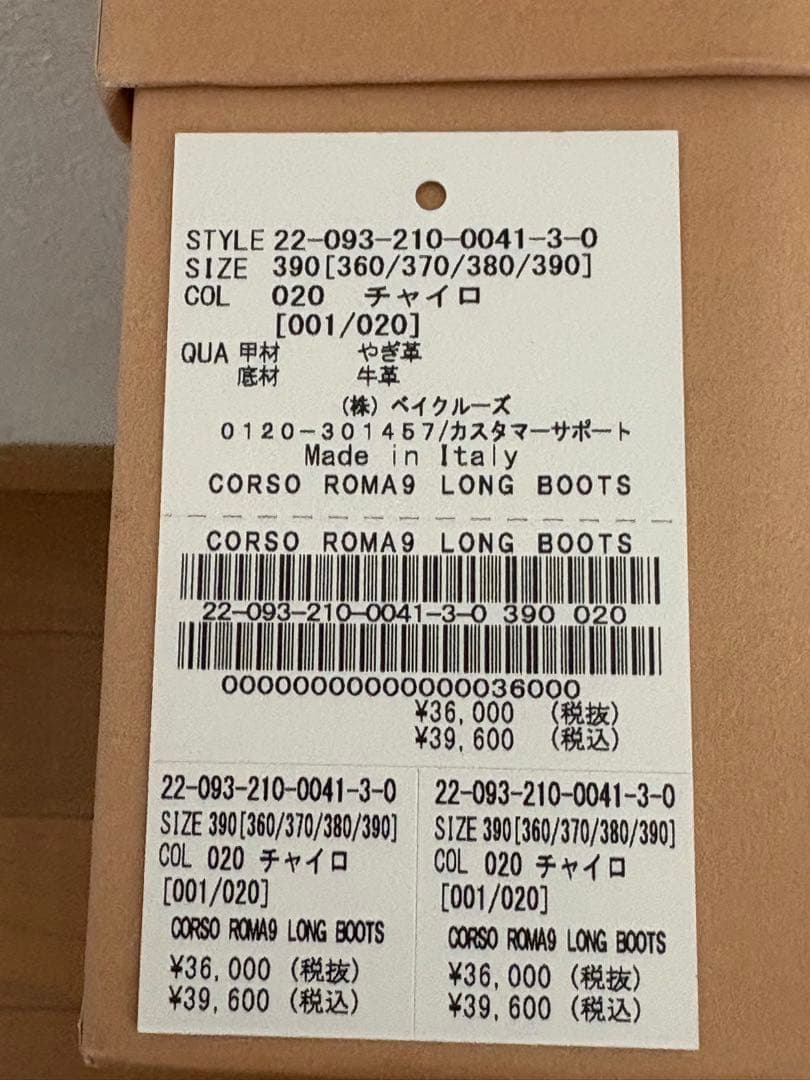 STYLE 22-093-210-0041-3-0
SIZE 390[360/370/380/390]
COL 020 チャイロ
[001/020]
QUA 甲材 やぎ革
底材 牛革
(株) ベイクルーズ
0120-301457/カスタマーサポート
Made in Italy
CORSO ROMA9 LONG BOOTS
CORSO ROMA9 LONG BOOTS
22-093-210-0041-3-0 390 020
00000000000000036000
¥36,000 (税抜)
¥39,600 (税込)
22-093-210-0041-3-0
SIZE 390[360/370/380/390]
COL 020 チャイロ
[001/020]
CORSO ROMA9 LONG BOOTS
¥36,000 (税抜)
¥39,600 (税込)
22-093-210-0041-3-0
SIZE 390[360/370/380/390]
COL 020 チャイロ
[001/020]
CORSO ROMA9 LONG BOOTS
¥36,000 (税抜)
¥39,600 (税込)